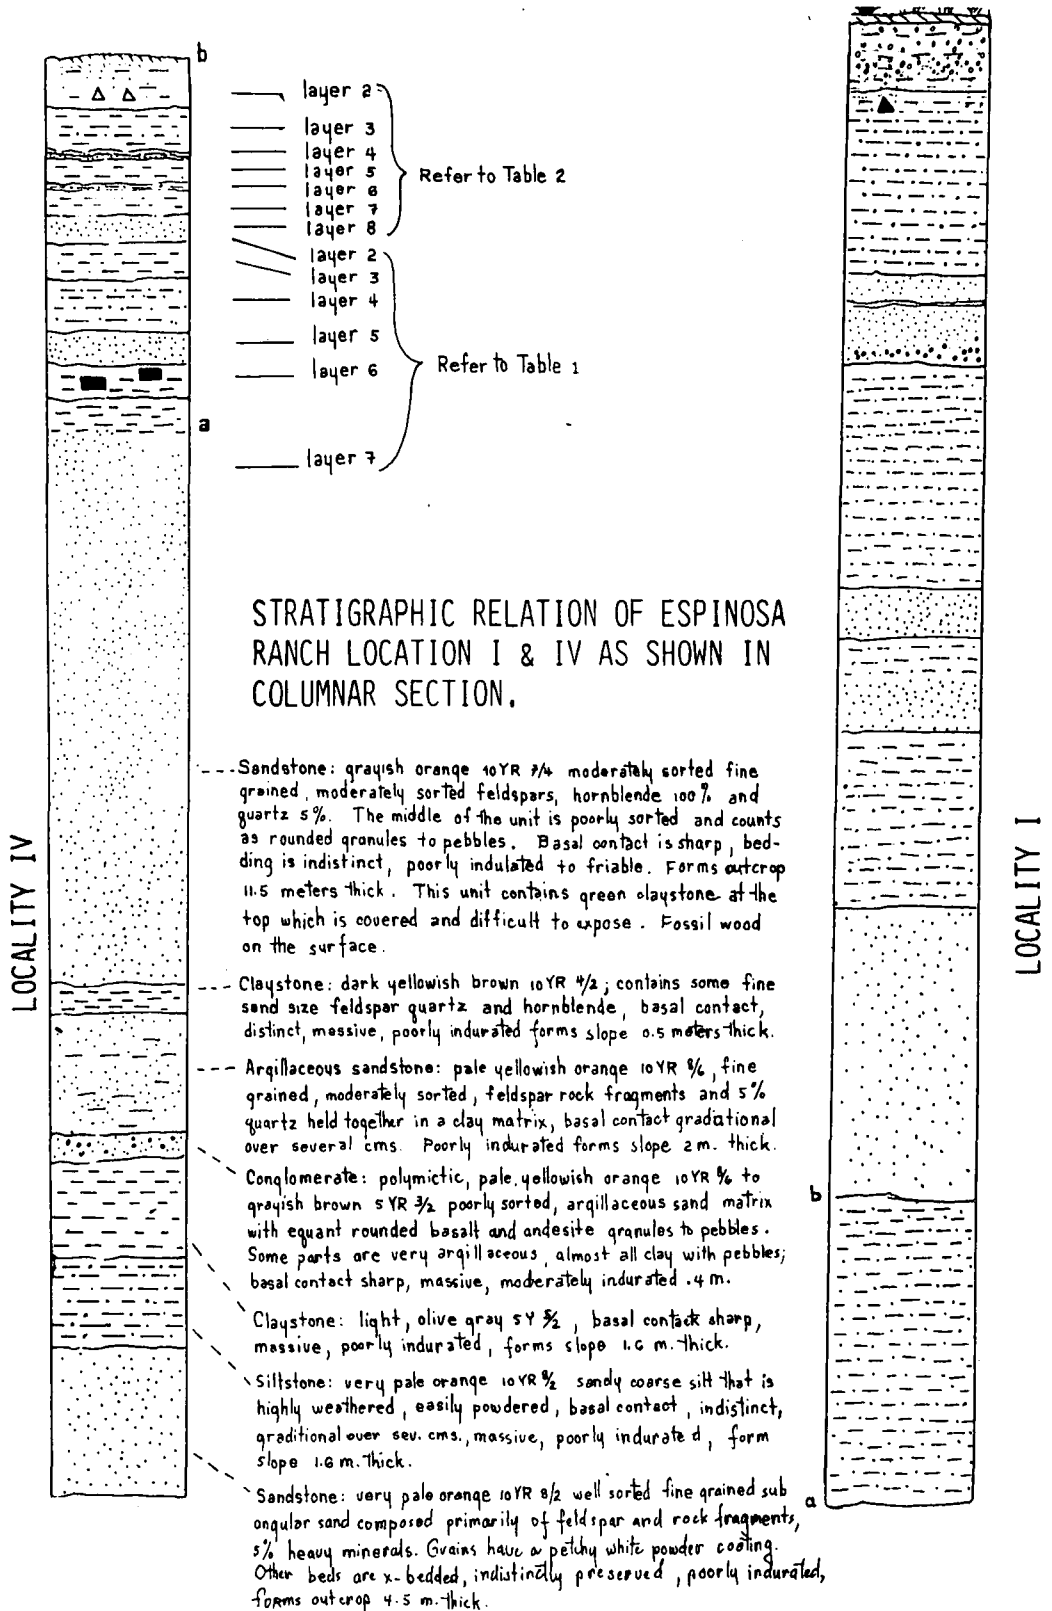 b
layer 2
layer 3
layer 4
layer 5
layer 6
layer 7
layer 8
Refer to Table 2
layer 2
layer 3
layer 4
layer 5
layer 6
layer 7
Refer to Table 1
a
STRATIGRAPHIC RELATION OF ESPINOSA
RANCH LOCATION I & IV AS SHOWN IN
COLUMNAR SECTION.
LOCALITY IV
Sandstone: grayish orange 10YR 7/4 moderately sorted fine
grained, moderately sorted feldspars, hornblende 100% and
quartz 5%. The middle of the unit is poorly sorted and counts
as rounded granules to pebbles. Basal contact is sharp, bed-
ding is indistinct, poorly indulated to friable. Forms outcrop
11.5 meters thick. This unit contains green claystone at the
top which is covered and difficult to expose. Fossil wood
on the surface.
Claystone: dark yellowish brown 10YR 4/2; contains some fine
sand size feldspar quartz and hornblende, basal contact,
distinct, massive, poorly indurated forms slope 0.5 meters thick.
Argillaceous sandstone: pale yellowish orange 10YR 8/6, fine
grained, moderately sorted, feldspar rock fragments and 5%
quartz held together in a clay matrix, basal contact gradational
over several cms. Poorly indurated forms slope 2m. thick.
Conglomerate: polymictic, pale, yellowish orange 10YR 8/6 to
grayish brown 5YR 3/2 poorly sorted, argillaceous sand matrix
with equant rounded basalt and andesite granules to pebbles.
Some parts are very argillaceous, almost all clay with pebbles;
basal contact sharp, massive, moderately indurated .4 m.
Claystone: light, olive gray 5Y 5/2, basal contack sharp,
massive, poorly indurated, forms slope 1.6 m. thick.
Siltstone: very pale orange 10YR 8/2 sandy coarse silt that is
highly weathered, easily powdered, basal contact, indistinct,
graditional over sev. cms., massive, poorly indurated, form
slope 1.6 m. thick.
Sandstone: very pale orange 10YR 8/2 well sorted fine grained sub
angular sand composed primarily of feldspar and rock fragments,
5% heavy minerals. Grains have a petchy white powder coating.
Other beds are x-bedded, indistinctly preserved, poorly indurated,
forms outcrop 4.5 m. thick.
b
a
LOCALITY I